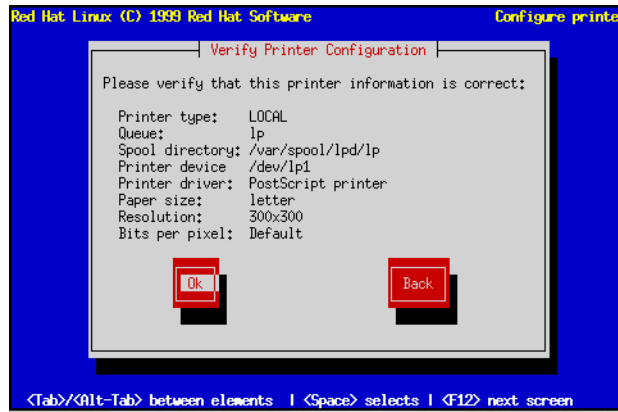 Red Hat Linux (C) 1999 Red Hat Software Configure printe
Verify Printer Configuration
Please verify that this printer information is correct:
Printer type: LOCAL
Queue: lp
Spool directory: /var/spool/lpd/lp
Printer device /dev/lp1
Printer driver: PostScript printer
Paper size: letter
Resolution: 300x300
Bits per pixel: Default
Ok Back
<Tab>/<Alt-Tab> between elements | <Space> selects | <F12> next screen